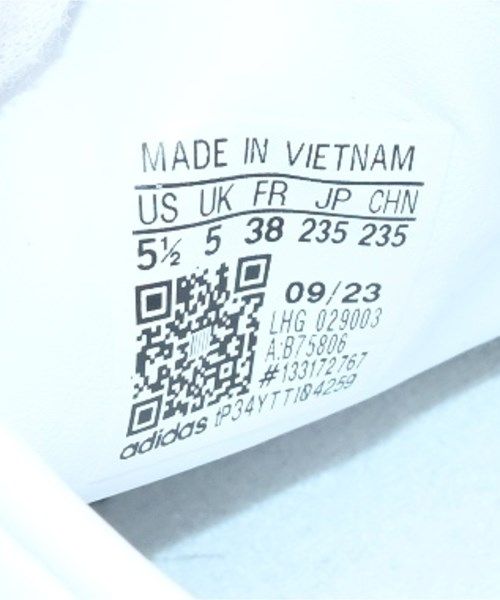 MADE IN VIETNAM
US UK FR JP CHN
5½ 5 38 235 235
09/23
LHG 029003
A:B75806
#133172767
adidas tP34YTTI04259